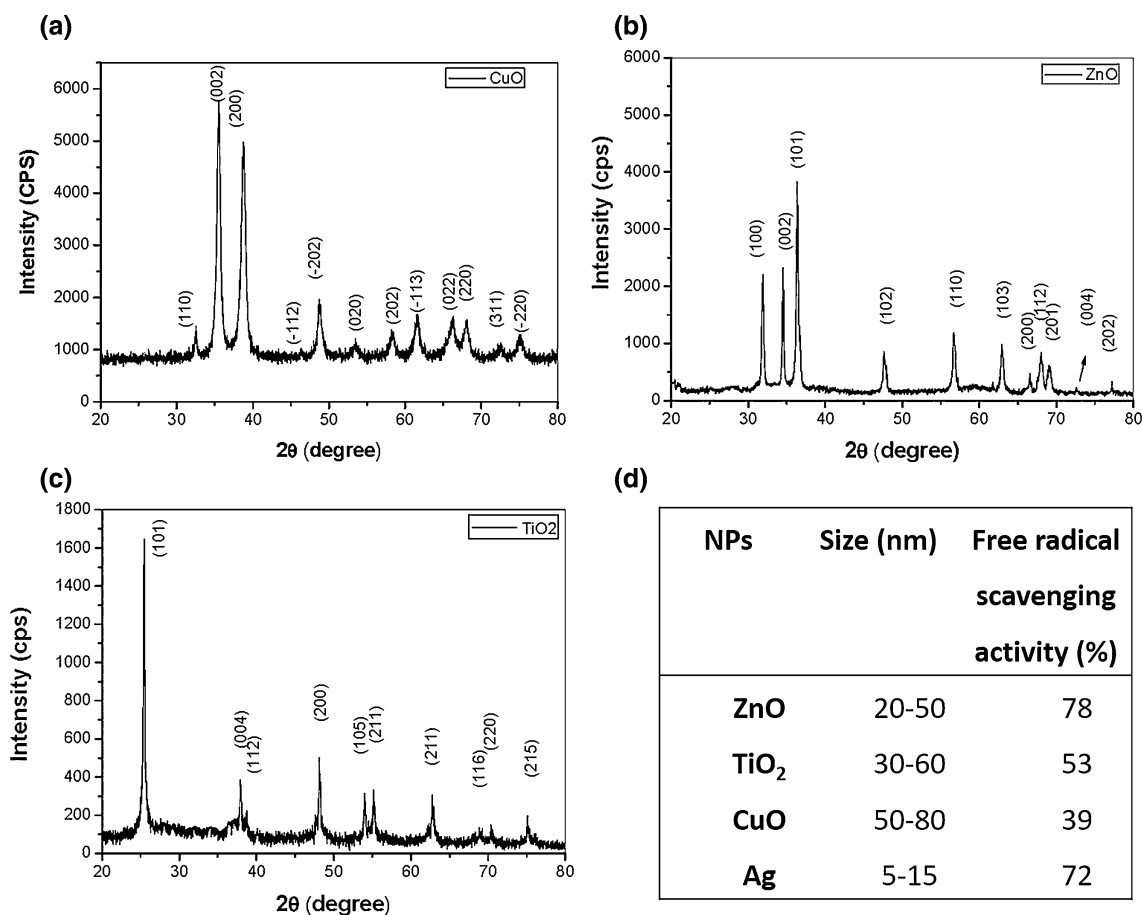 (a)
CuO
(110)
(002)
(200)
(-112)
(-202)
(020)
(202)
(-113)
(022)
(220)
(311)
(-220)
Intensity (CPS)
6000
5000
4000
3000
2000
1000
0
20 30 40 50 60 70 80
2θ (degree)
(b)
ZnO
(100)
(002)
(101)
(102)
(110)
(103)
(200)
(112)
(201)
(004)
(202)
Intensity (cps)
6000
5000
4000
3000
2000
1000
0
20 30 40 50 60 70 80
2θ (degree)
(c)
TiO2
(101)
(004)
(112)
(200)
(105)
(211)
(211)
(116)
(220)
(215)
Intensity (cps)
1800
1600
1400
1200
1000
800
600
400
200
0
20 30 40 50 60 70 80
2θ (degree)
(d)
NPs Size (nm) Free radical
scavenging
activity (%)
ZnO 20-50 78
TiO₂ 30-60 53
CuO 50-80 39
Ag 5-15 72